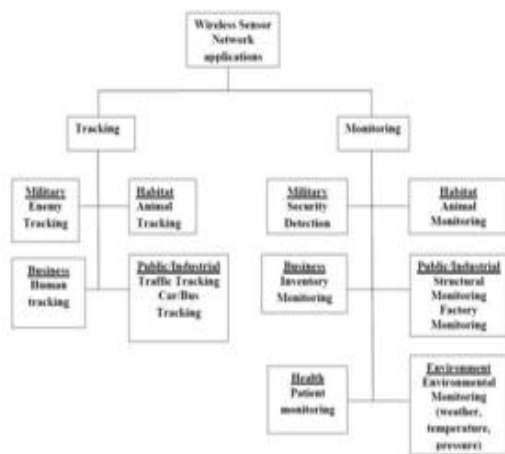 Wireless Sensor
Network
applications
Tracking
Monitoring
Military
Enemy
Tracking
Habitat
Animal
Tracking
Military
Security
Detection
Habitat
Animal
Monitoring
Business
Human
tracking
Public/Industrial
Traffic Tracking
Car/Bus
Tracking
Business
Inventory
Monitoring
Public/Industrial
Structural
Monitoring
Factory
Monitoring
Health
Patient
monitoring
Environment
Environmental
Monitoring
(weather,
temperature,
pressure)